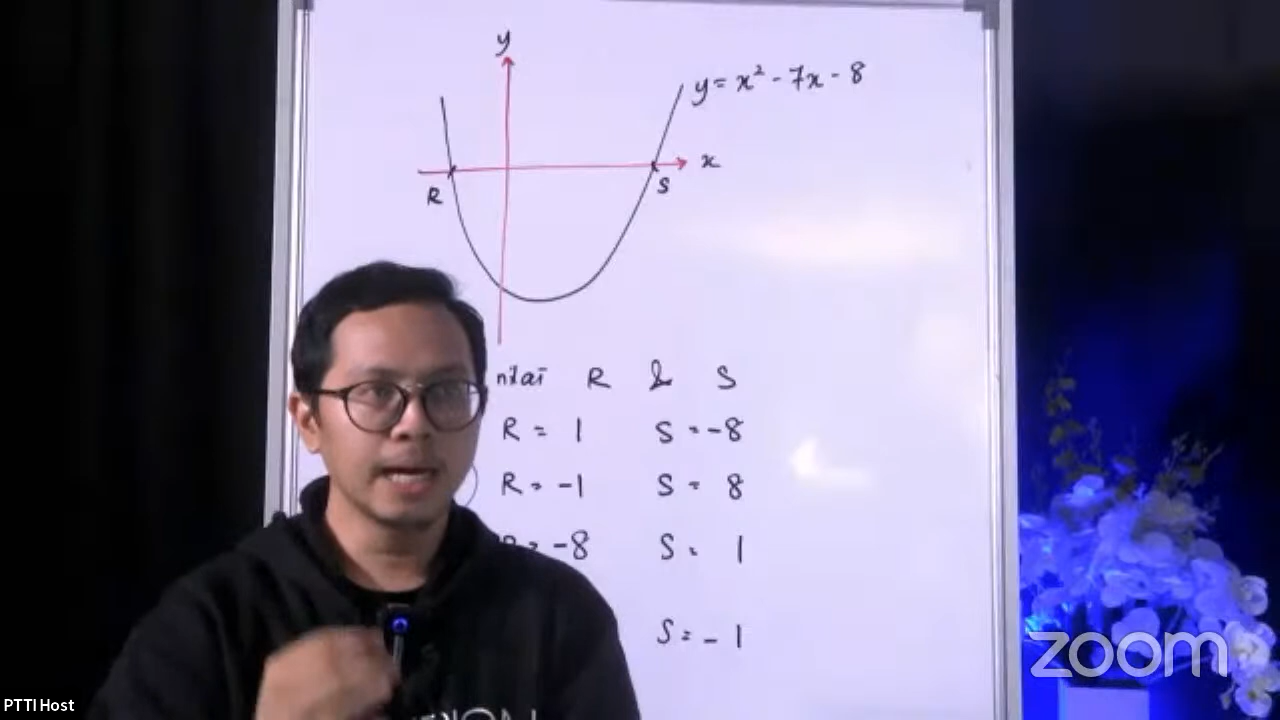 y
y = x² - 7x - 8
x
R
S
nilai R & S
R = 1 S = -8
R = -1 S = 8
R = -8 S = 1
S = -1
zoom
PTTI Host